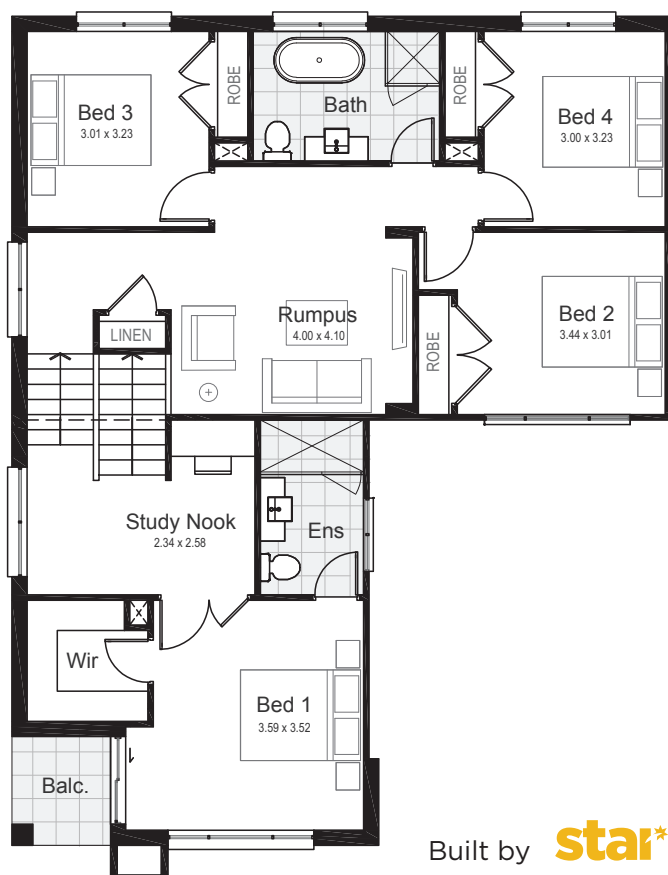 Bed 3
3.01 x 3.23
ROBE
Bath
ROBE
Bed 4
3.00 x 3.23
LINEN
Rumpus
4.00 x 4.10
ROBE
Bed 2
3.44 x 3.01
Study Nook
2.34 x 2.58
Ens
Wir
Bed 1
3.59 x 3.52
Balc.
Built by star